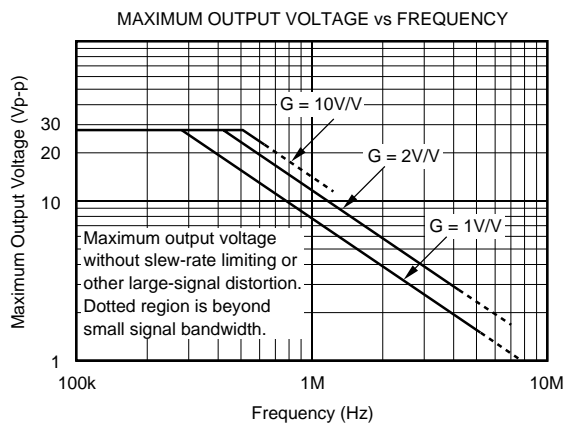 MAXIMUM OUTPUT VOLTAGE vs FREQUENCY
Maximum Output Voltage (Vp-p)
30
20
10
1
G = 10V/V
G = 2V/V
G = 1V/V
Maximum output voltage
without slew-rate limiting or
other large-signal distortion.
Dotted region is beyond
small signal bandwidth.
100k
1M
10M
Frequency (Hz)